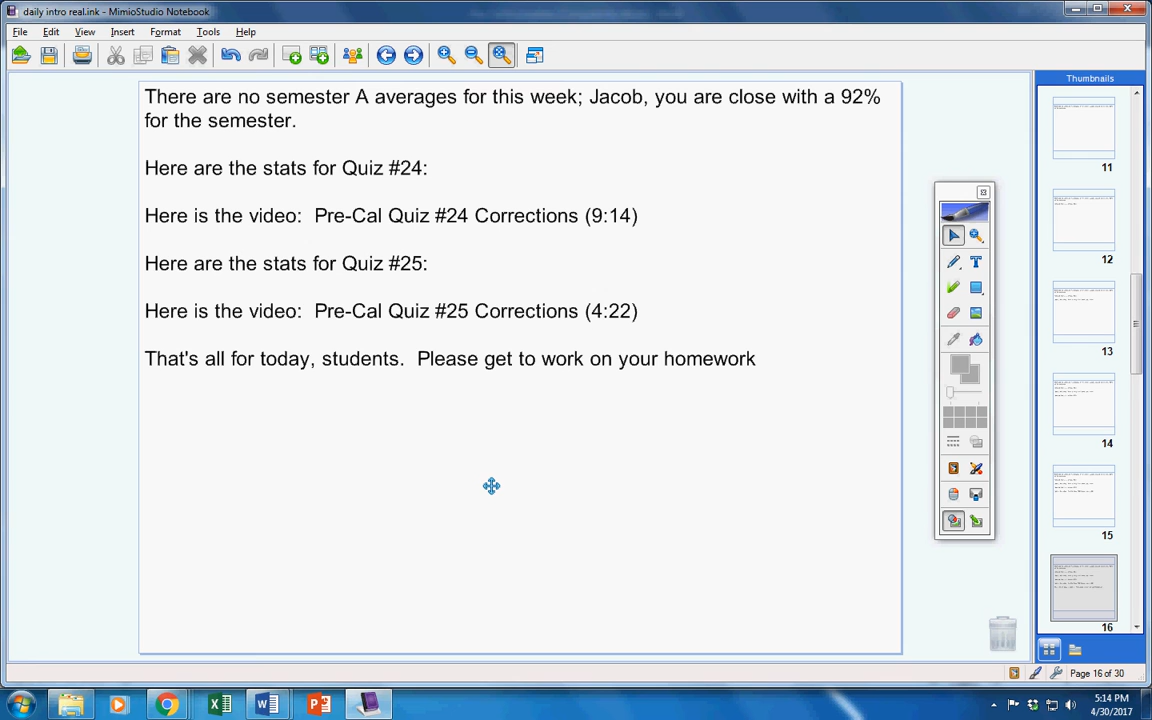 daily intro real.ink - MimioStudio Notebook
File Edit View Insert Format Tools Help
There are no semester A averages for this week; Jacob, you are close with a 92%
for the semester.
Here are the stats for Quiz #24:
Here is the video:  Pre-Cal Quiz #24 Corrections (9:14)
Here are the stats for Quiz #25:
Here is the video:  Pre-Cal Quiz #25 Corrections (4:22)
That's all for today, students.  Please get to work on your homework
Thumbnails
11
12
13
14
15
16
Page 16 of 30
5:14 PM
4/30/2017